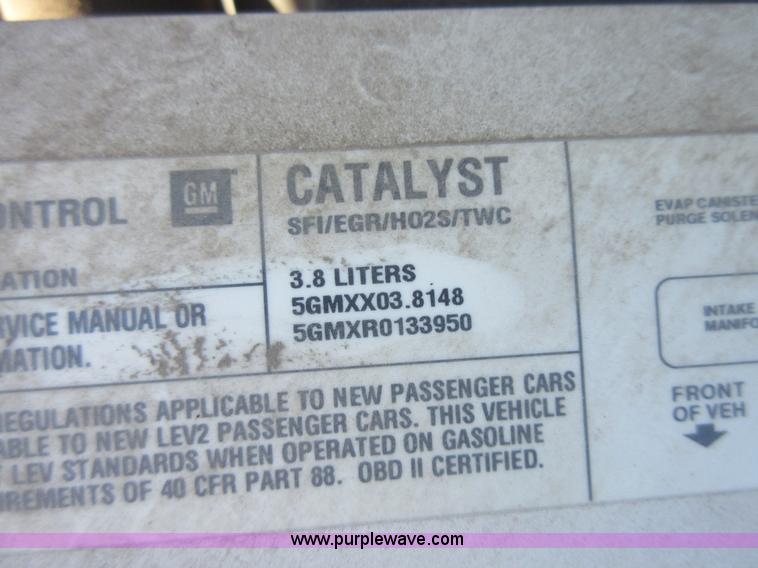 ONTROL GM
CATALYST
SFI/EGR/HO2S/TWC
ATION
3.8 LITERS
5GMXX03.8148
5GMXR0133950
RVICE MANUAL OR
MATION.
REGULATIONS APPLICABLE TO NEW PASSENGER CARS
ABLE TO NEW LEV2 PASSENGER CARS. THIS VEHICLE
LEV STANDARDS WHEN OPERATED ON GASOLINE
IREMENTS OF 40 CFR PART 88. OBD II CERTIFIED.
EVAP CANISTE
PURGE SOLEN
INTAKE
MANIFO
FRONT
OF VEH
www.purplewave.com